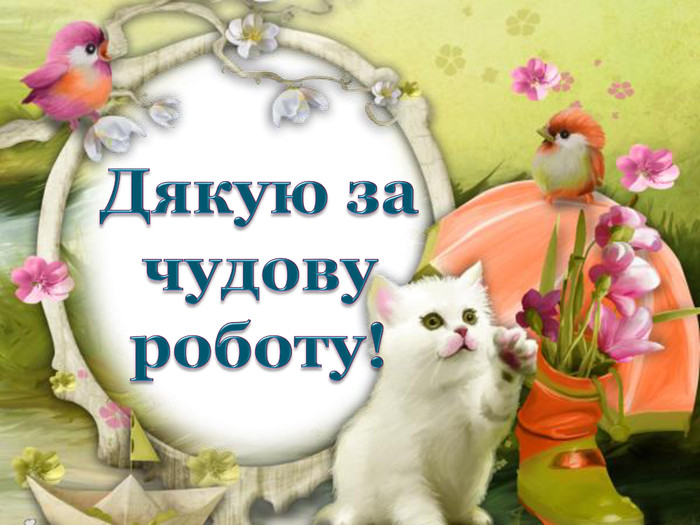 Дякую за
чудову
роботу!